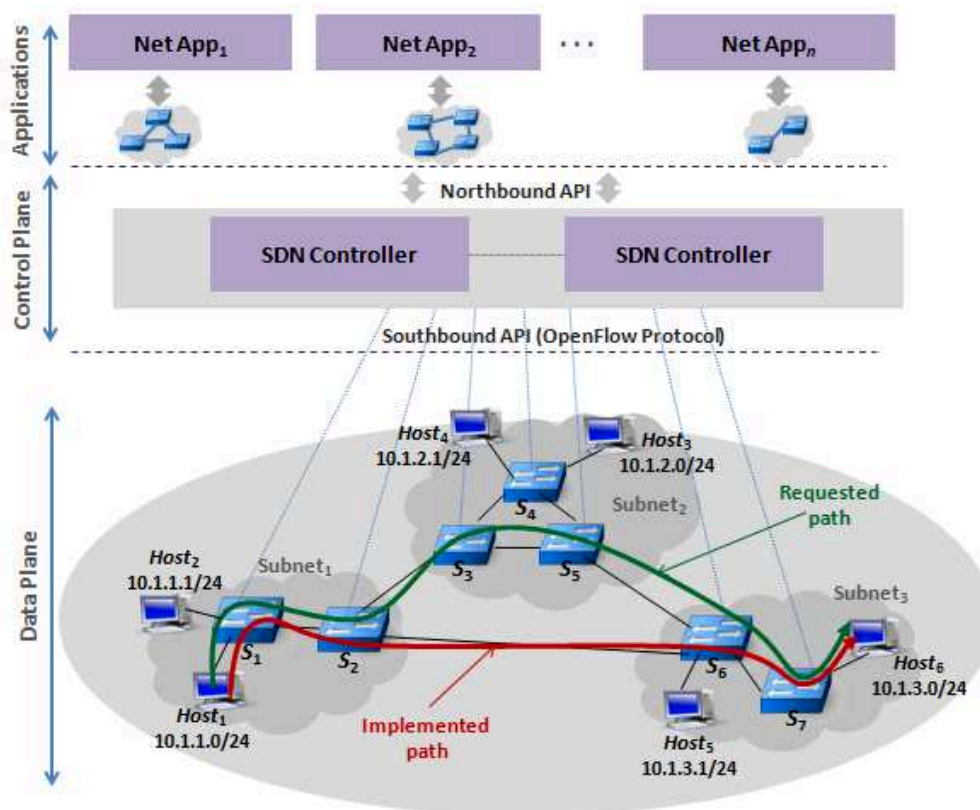 Applications
Net App1
Net App2
...
Net Appn
Control Plane
Northbound API
SDN Controller
SDN Controller
Southbound API (OpenFlow Protocol)
Data Plane
Host4
10.1.2.1/24
Host3
10.1.2.0/24
S4
Subnet2
Requested
path
S3
S5
Host2
10.1.1.1/24
Subnet1
Subnet3
S1
S2
S6
Host6
10.1.3.0/24
Host1
10.1.1.0/24
Implemented
path
S7
Host5
10.1.3.1/24